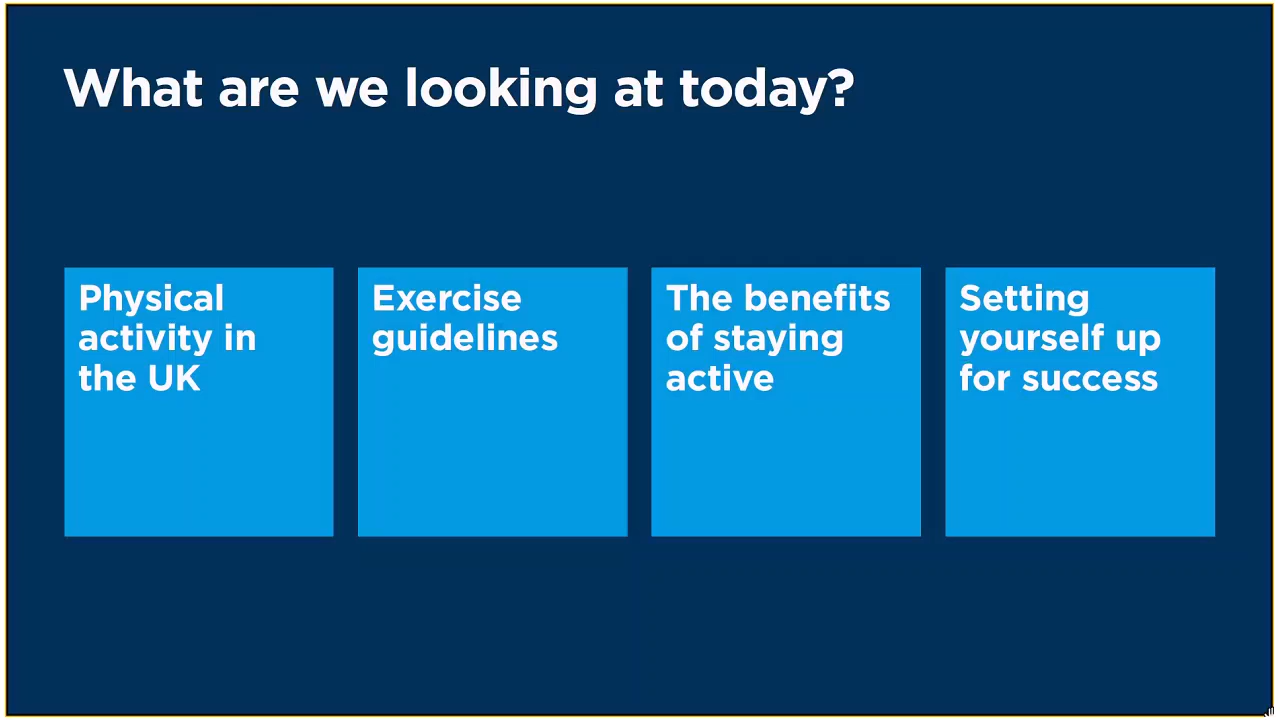 What are we looking at today?
Physical
activity in
the UK
Exercise
guidelines
The benefits
of staying
active
Setting
yourself up
for success